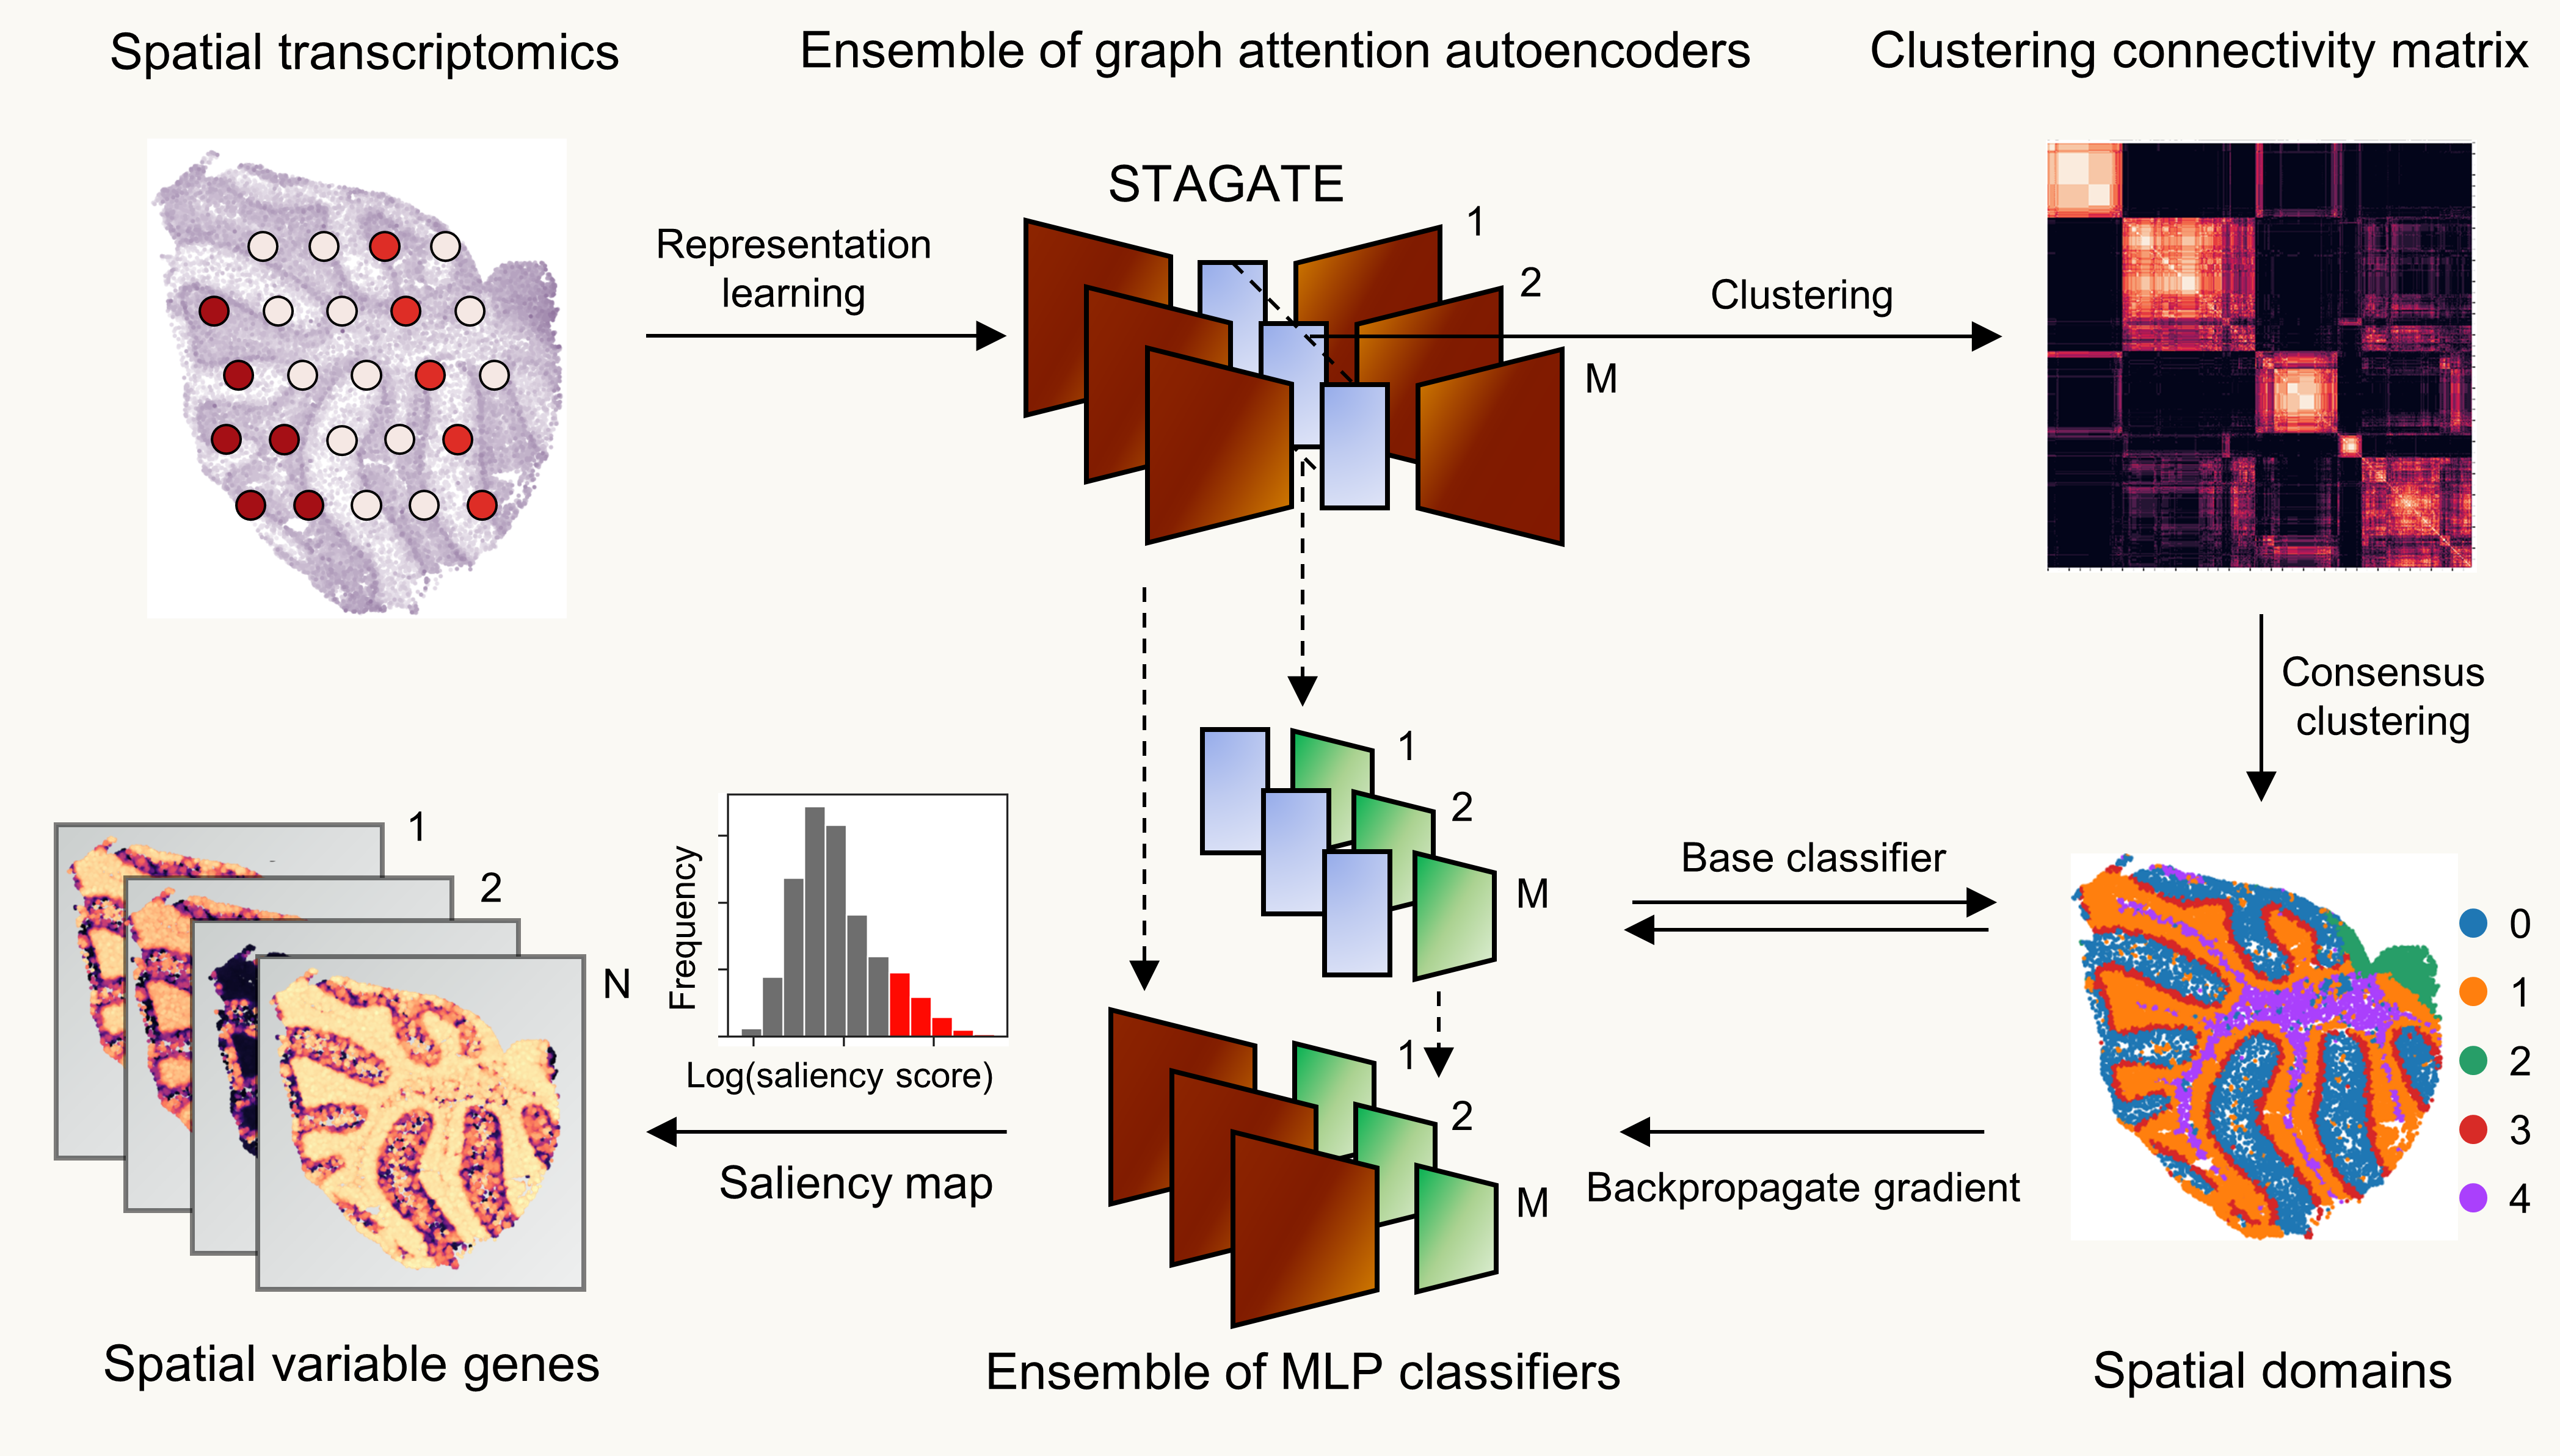 Spatial transcriptomics
Ensemble of graph attention autoencoders
Clustering connectivity matrix
STAGATE
Representation
learning
1
2
M
Clustering
Consensus
clustering
1
2
N
Frequency
Log(saliency score)
Saliency map
1
2
M
1
2
M
Base classifier
Backpropagate gradient
0
1
2
3
4
Spatial variable genes
Ensemble of MLP classifiers
Spatial domains